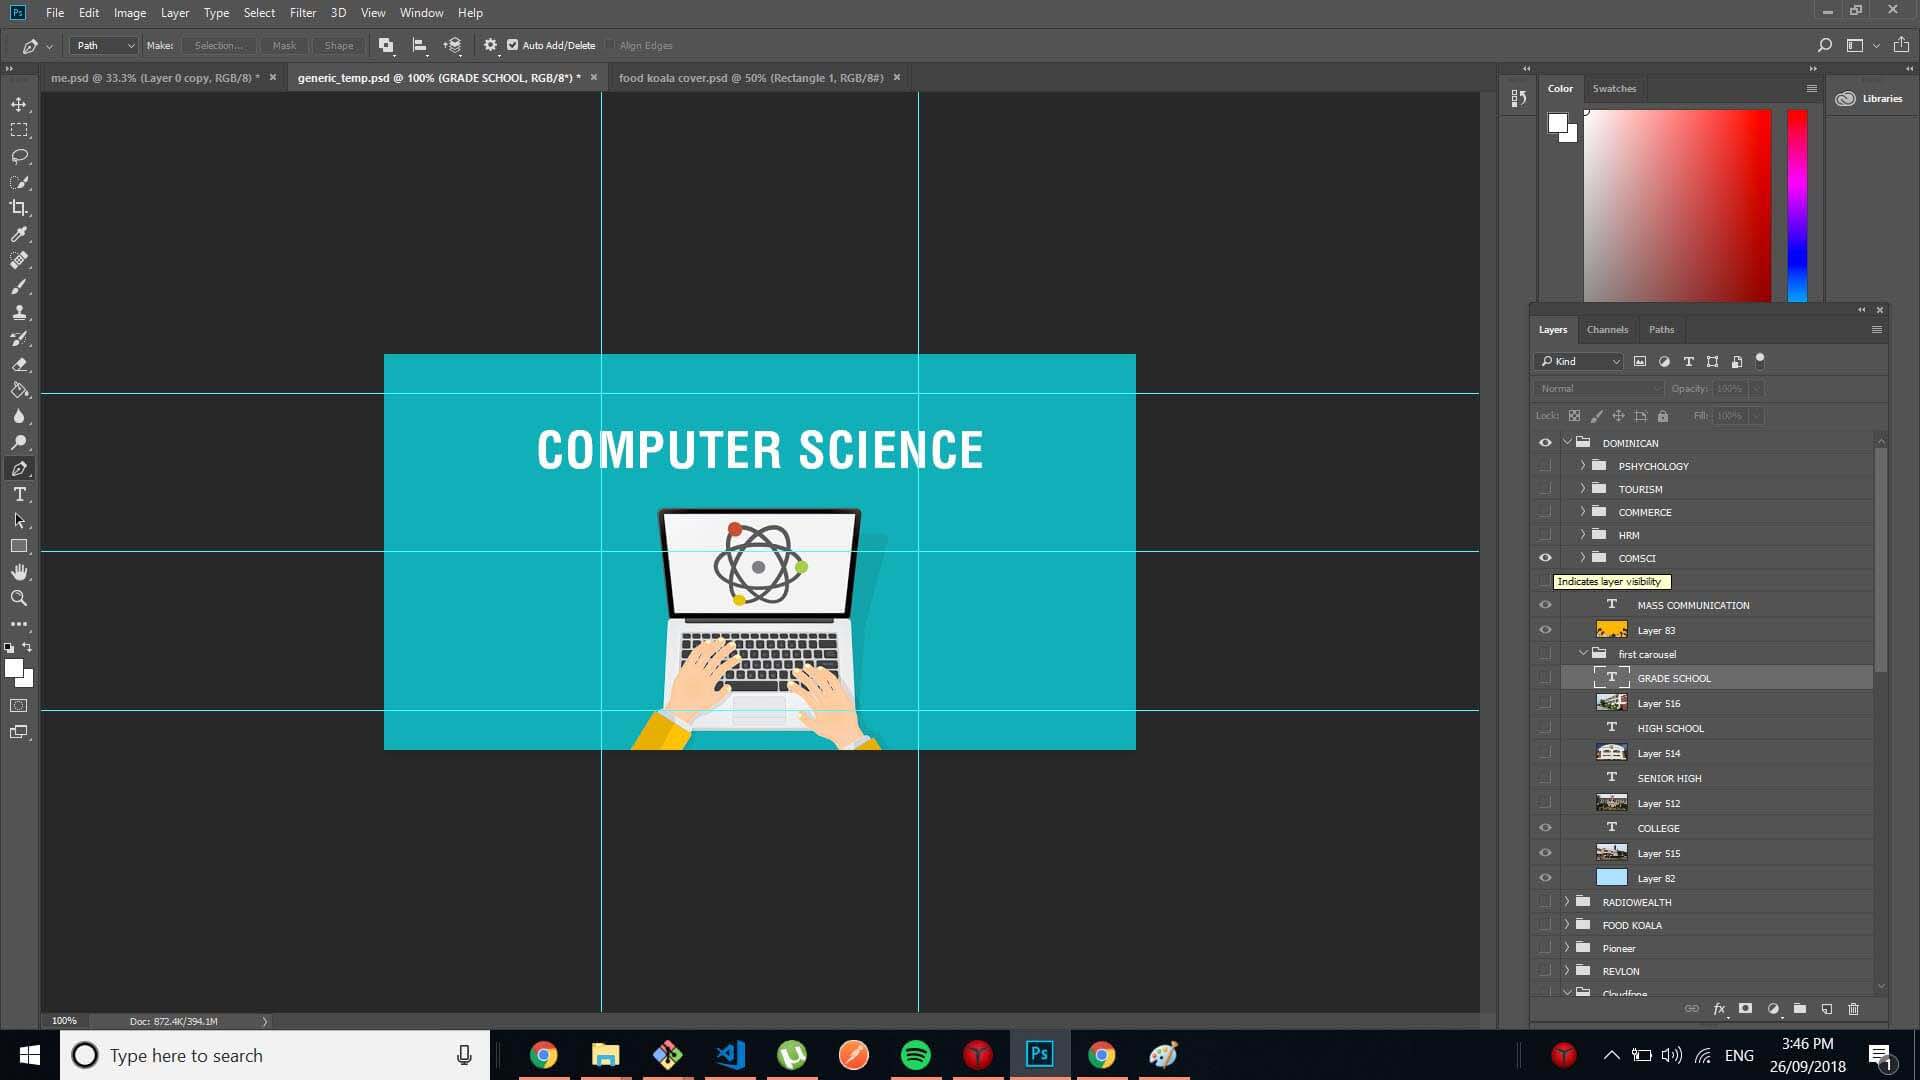 Ps File Edit Image Layer Type Select Filter 3D View Window Help
Path Make: Selection... Mask Shape Auto Add/Delete Align Edges
me.psd @ 33.3% (Layer 0 copy, RGB/8) * × generic_temp.psd @ 100% (GRADE SCHOOL, RGB/8*) * × food koala cover.psd @ 50% (Rectangle 1, RGB/8#) ×
Color Swatches
Libraries
COMPUTER SCIENCE
Layers Channels Paths
Kind
Normal Opacity: 100%
Lock: Fill: 100%
DOMINICAN
PSHYCHOLOGY
TOURISM
COMMERCE
HRM
COMSCI
Indicates layer visibility
T MASS COMMUNICATION
Layer 83
first carousel
T GRADE SCHOOL
Layer 516
T HIGH SCHOOL
Layer 514
T SENIOR HIGH
Layer 512
T COLLEGE
Layer 515
Layer 82
RADIOWEALTH
FOOD KOALA
Pioneer
REVLON
Cloudfone
fx
100% Doc: 872.4K/394.1M
Type here to search
Ps
ENG
3:46 PM
26/09/2018
1